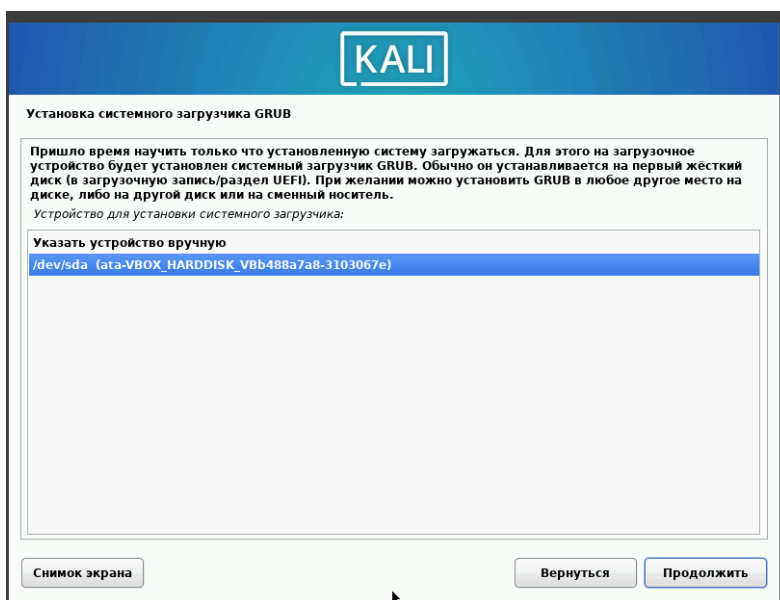 KALI
Установка системного загрузчика GRUB
Пришло время научить только что установленную систему загружаться. Для этого на загрузочное
устройство будет установлен системный загрузчик GRUB. Обычно он устанавливается на первый жёсткий
диск (в загрузочную запись/раздел UEFI). При желании можно установить GRUB в любое другое место на
диске, либо на другой диск или на сменный носитель.
Устройство для установки системного загрузчика:
Указать устройство вручную
/dev/sda (ata-VBOX_HARDDISK_VBb488a7a8-3103067e)
Снимок экрана
Вернуться
Продолжить